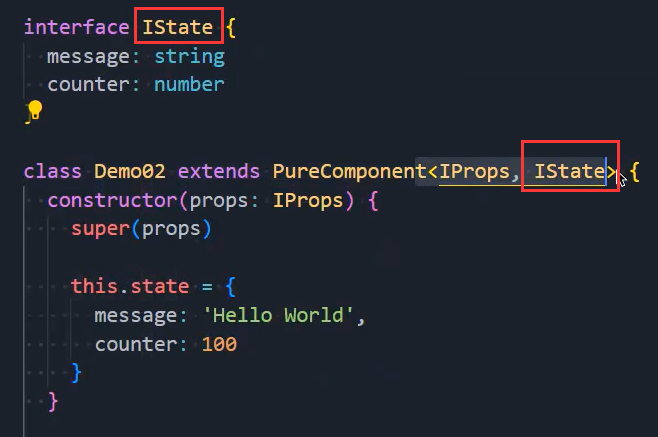 interface IState {
  message: string
  counter: number
}
class Demo02 extends PureComponent<IProps, IState> {
  constructor(props: IProps) {
    super(props)
    this.state = {
      message: 'Hello World',
      counter: 100
    }
  }